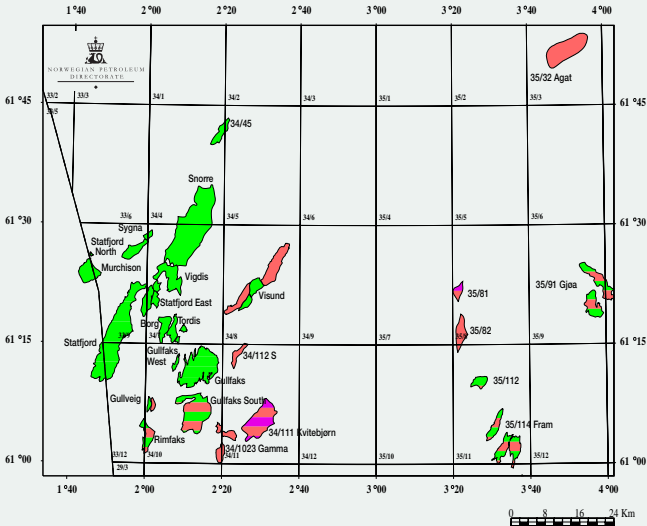 1 °40 2 °00 2 °20 2 °40 3 °00 3 °20 3 °40 4 °00
NORWEGIAN PETROLEUM
DIRECTORATE
35/32 Agat
33/2 33/3 34/1 34/2 34/3 35/1 35/2 35/3
61 °45 61 °45
33/5
34/45
Snorre
33/6 34/4 34/5 34/6 35/4 35/5 35/6
61 °30 61 °30
Sygna
Statfjord
North
Murchison
Vigdis
Statfjord East
Visund
35/81
35/91 Gjøa
Borg
Tordis
35/82
33/9 34/7 34/8 34/9 35/7 35/8 35/9
61 °15 61 °15
Statfjord
Gullfaks
West
34/112 S
Gullfaks
35/112
Gullveig
Gullfaks South
35/114 Fram
34/111 Kvitebjørn
Rimfaks
34/1023 Gamma
33/12 34/10 34/11 34/12 35/10 35/11 35/12
61 °00 61 °00
29/3
1 °40 2 °00 2 °20 2 °40 3 °00 3 °20 3 °40 4 °00
0 8 16 24 Km